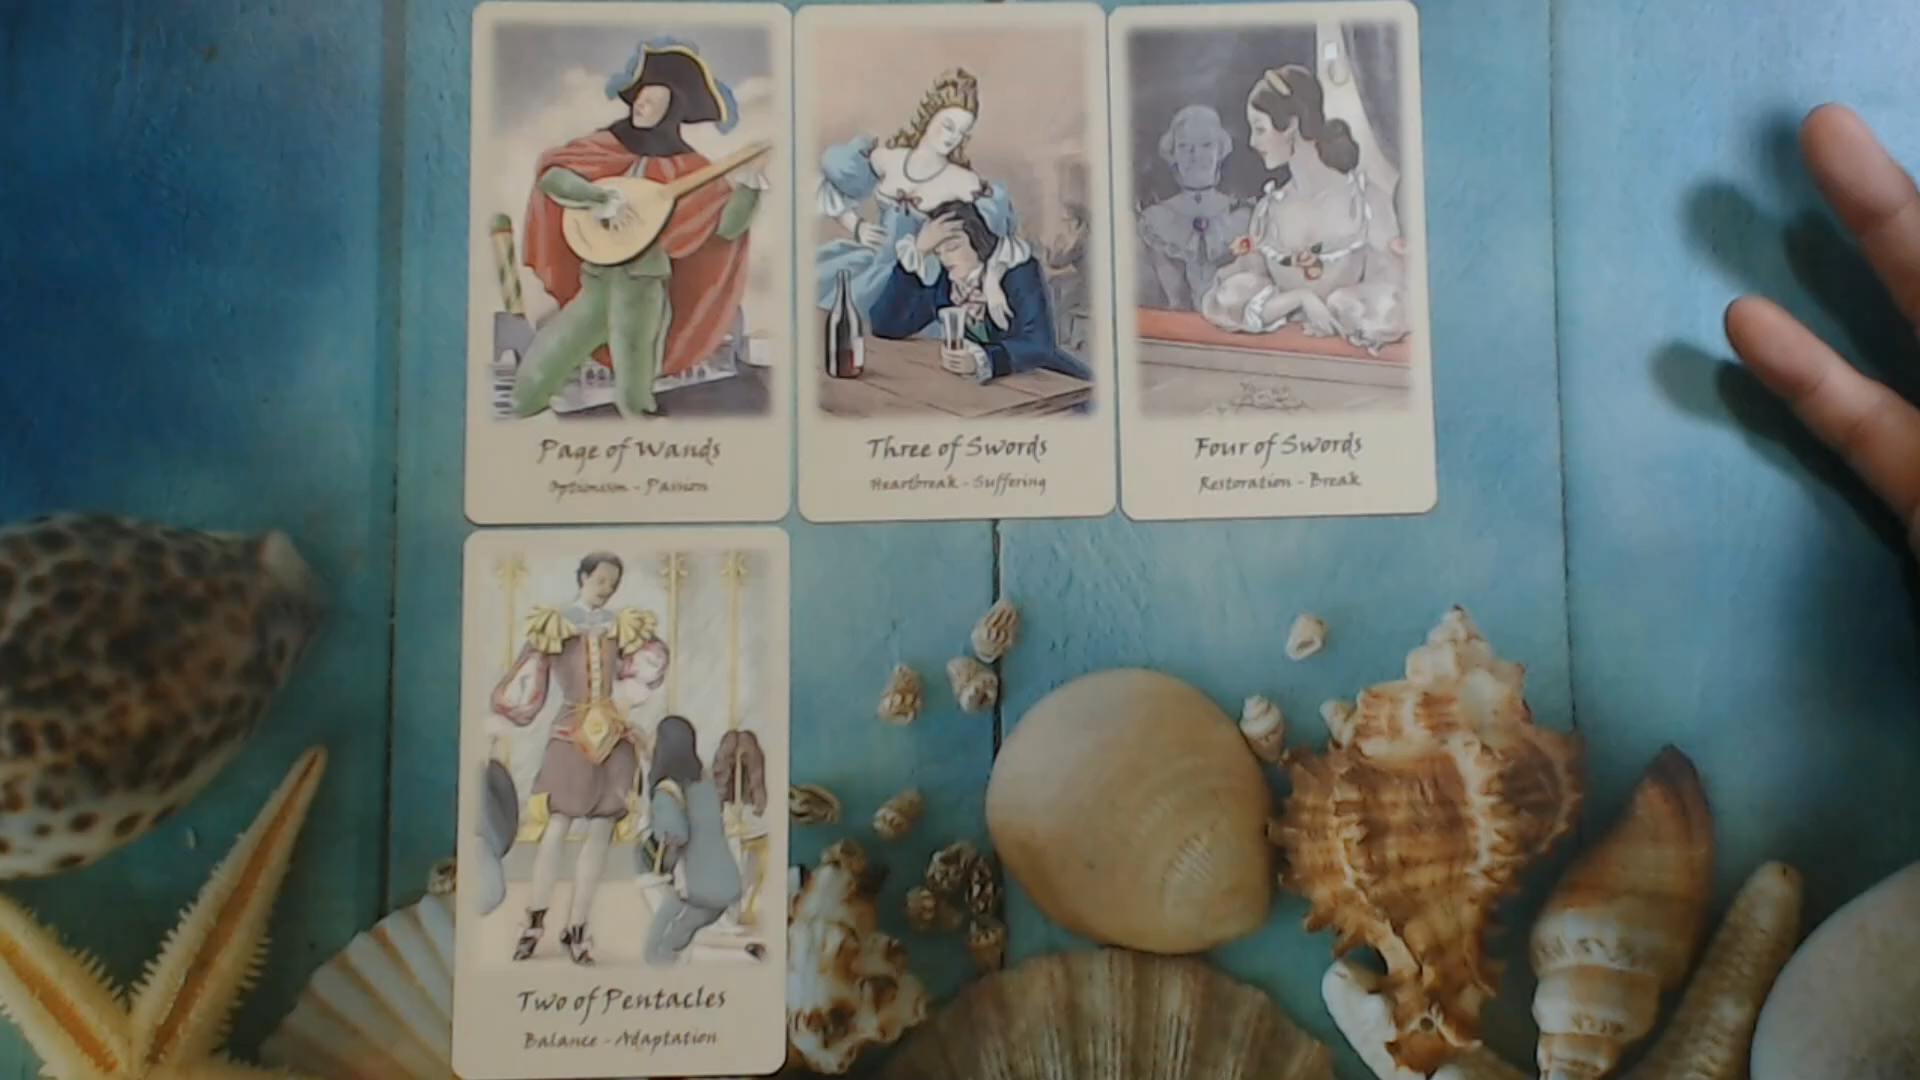 Page of Wands
Optimism - Passion
Three of Swords
Heartbreak - Suffering
Four of Swords
Restoration - Break
Two of Pentacles
Balance - Adaptation